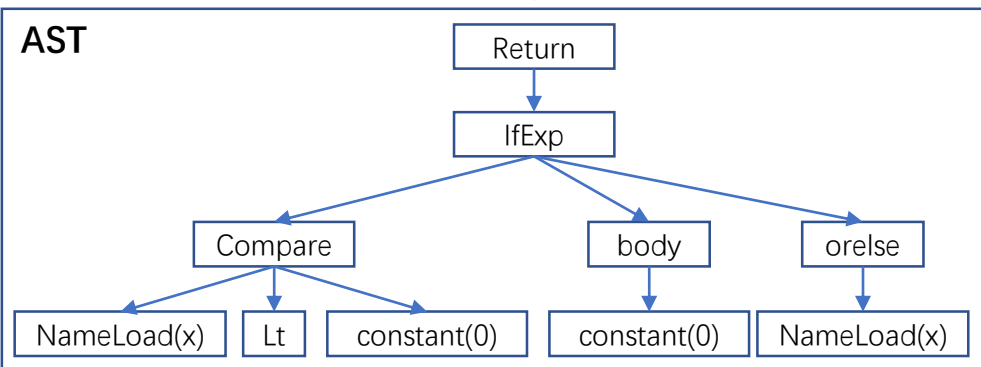 AST
Return
IfExp
Compare
body
orelse
NameLoad(x)
Lt
constant(0)
constant(0)
NameLoad(x)